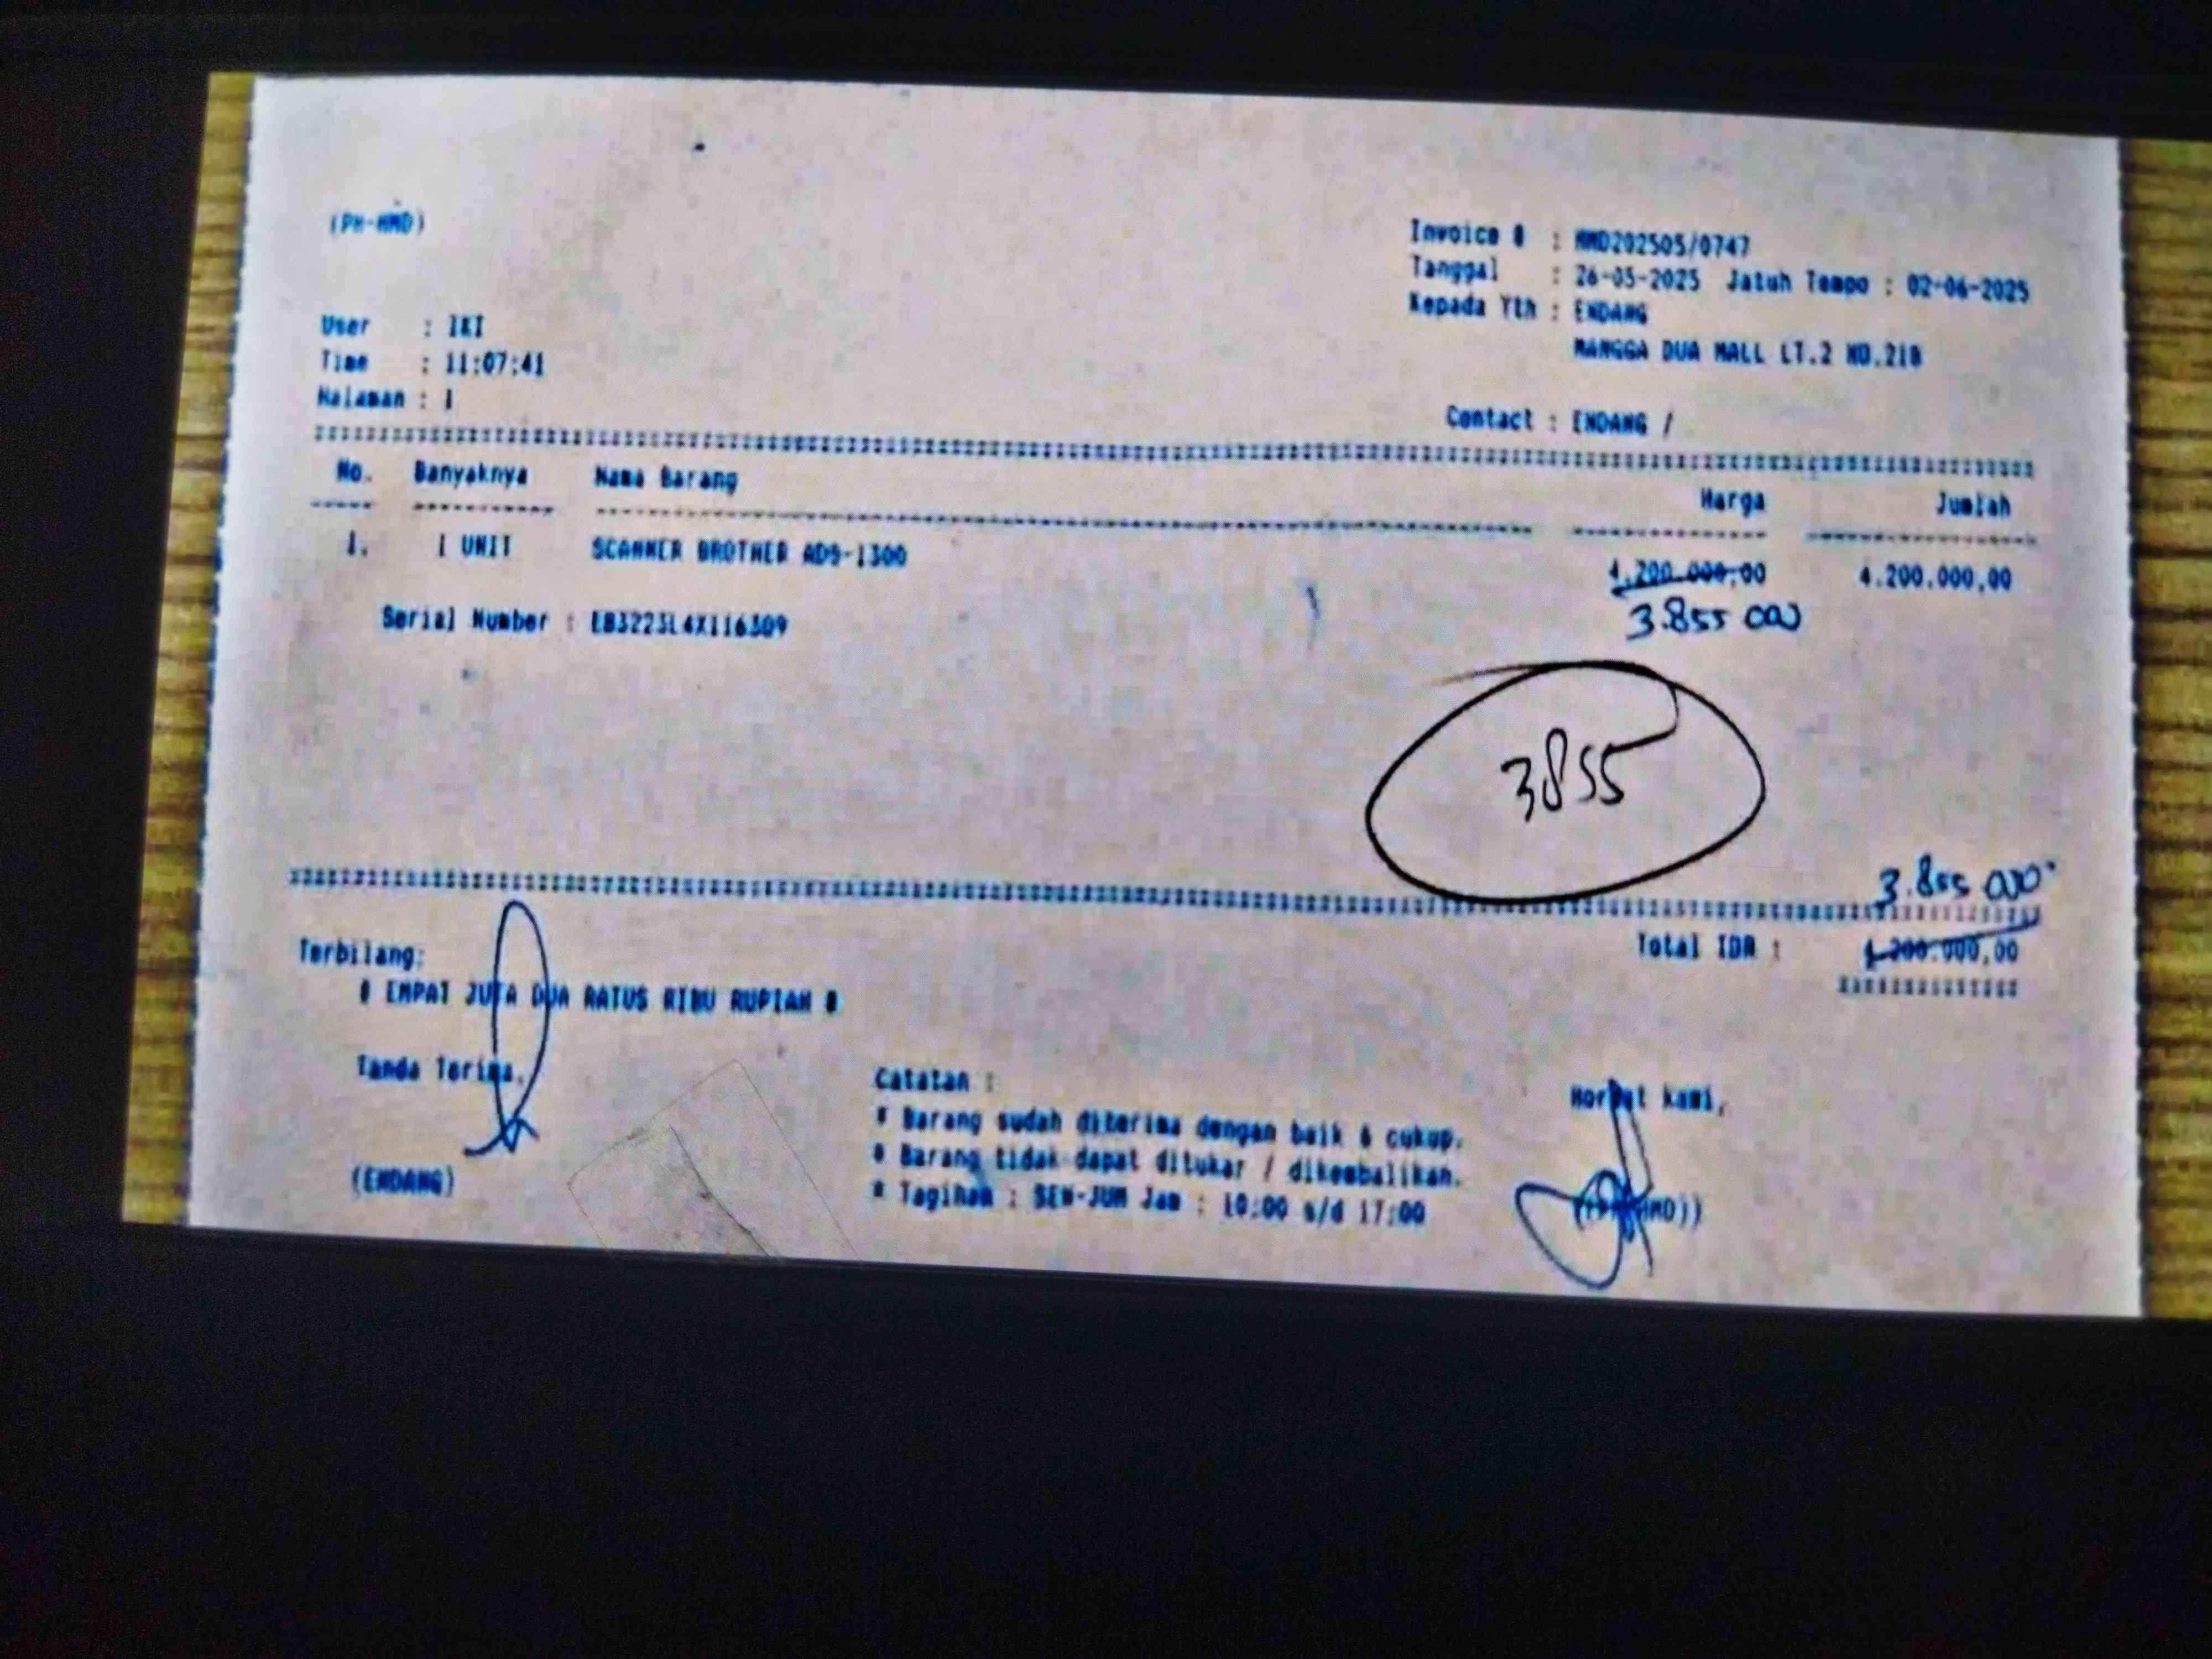 (PH-HMD)
Invoice # : HMD202505/0747
Tanggal : 26-05-2025 Jatuh Tempo : 02-06-2025
Kepada Yth : ENDANG
MANGGA DUA MALL LT.2 NO.21B
User : IKI
Time : 11:07:41
Halaman : 1
Contact : ENDANG /
No. Banyaknya Nama Barang Harga Jumlah
1. 1 UNIT SCANNER BROTHER ADS-1300 4.200.000,00 4.200.000,00
3.855 000
Serial Number : E83223L4X116309
3855
3.855 000
Total IDR : 4.200.000,00
Terbilang:
# EMPAT JUTA DUA RATUS RIBU RUPIAH #
Tanda Terima,
Catatan :
Hormat kami,
# Barang sudah diterima dengan baik & cukup.
# Barang tidak dapat ditukar / dikembalikan.
# Tagihan : SEN-JUM Jam : 10:00 s/d 17:00
(ENDANG)